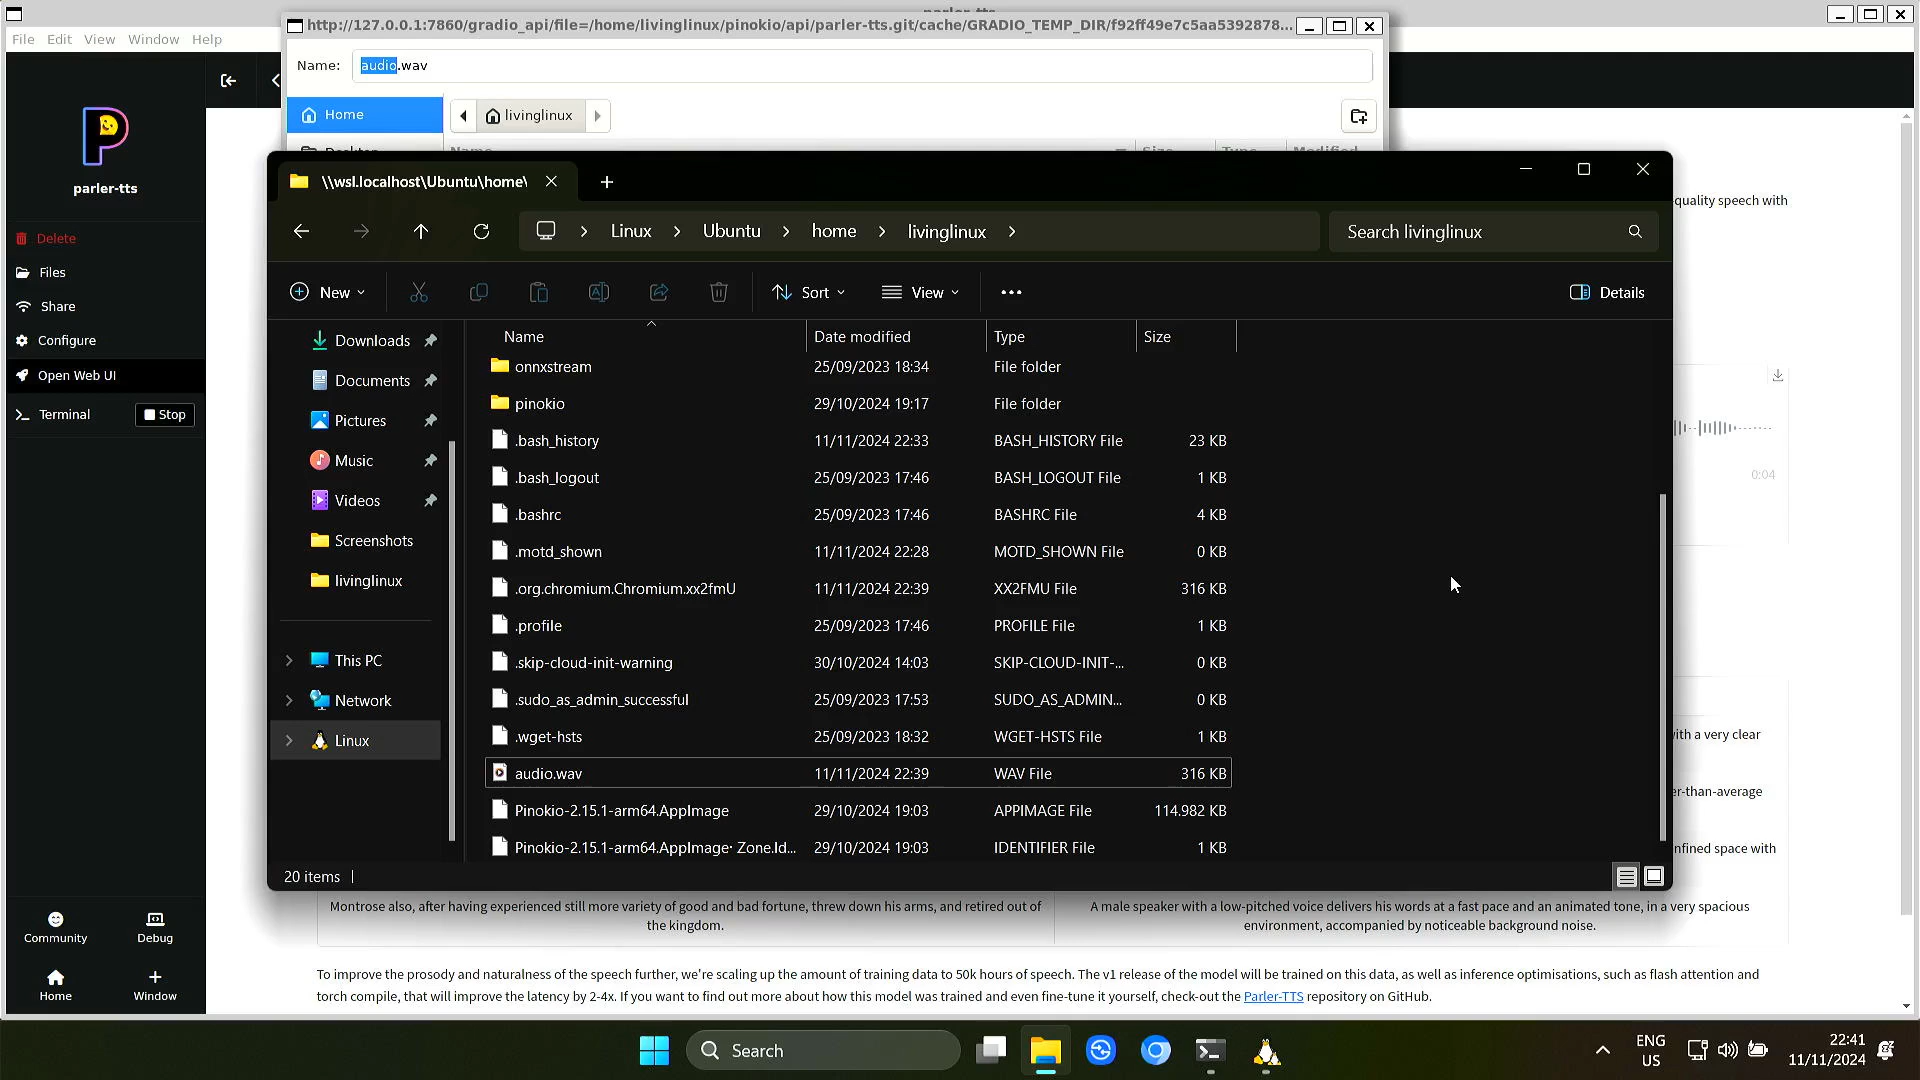 parler-tts
File Edit View Window Help
http://127.0.0.1:7860/gradio_api/file=/home/livinglinux/pinokio/api/parler-tts.git/cache/GRADIO_TEMP_DIR/f92ff49e7c5aa5392878...
Name: audio.wav
Home
livinglinux
Desktop
Name Size Type Modified
parler-tts
Delete
Files
Share
Configure
Open Web UI
Terminal Stop
Community Debug
Home Window
\\wsl.localhost\Ubuntu\home\
Linux Ubuntu home livinglinux
Search livinglinux
New Sort View Details
Downloads
Documents
Pictures
Music
Videos
Screenshots
livinglinux
This PC
Network
Linux
Name Date modified Type Size
onnxstream 25/09/2023 18:34 File folder
pinokio 29/10/2024 19:17 File folder
.bash_history 11/11/2024 22:33 BASH_HISTORY File 23 KB
.bash_logout 25/09/2023 17:46 BASH_LOGOUT File 1 KB
.bashrc 25/09/2023 17:46 BASHRC File 4 KB
.motd_shown 11/11/2024 22:28 MOTD_SHOWN File 0 KB
.org.chromium.Chromium.xx2fmU 11/11/2024 22:39 XX2FMU File 316 KB
.profile 25/09/2023 17:46 PROFILE File 1 KB
.skip-cloud-init-warning 30/10/2024 14:03 SKIP-CLOUD-INIT-... 0 KB
.sudo_as_admin_successful 25/09/2023 17:53 SUDO_AS_ADMIN... 0 KB
.wget-hsts 25/09/2023 18:32 WGET-HSTS File 1 KB
audio.wav 11/11/2024 22:39 WAV File 316 KB
Pinokio-2.15.1-arm64.AppImage 29/10/2024 19:03 APPIMAGE File 114.982 KB
Pinokio-2.15.1-arm64.AppImage· Zone.Id... 29/10/2024 19:03 IDENTIFIER File 1 KB
20 items
quality speech with
0:04
with a very clear
er-than-average
nfined space with
Montrose also, after having experienced still more variety of good and bad fortune, threw down his arms, and retired out of
the kingdom.
A male speaker with a low-pitched voice delivers his words at a fast pace and an animated tone, in a very spacious
environment, accompanied by noticeable background noise.
To improve the prosody and naturalness of the speech further, we're scaling up the amount of training data to 50k hours of speech. The v1 release of the model will be trained on this data, as well as inference optimisations, such as flash attention and
torch compile, that will improve the latency by 2-4x. If you want to find out more about how this model was trained and even fine-tune it yourself, check-out the Parler-TTS repository on GitHub.
Search
ENG
US
22:41
11/11/2024